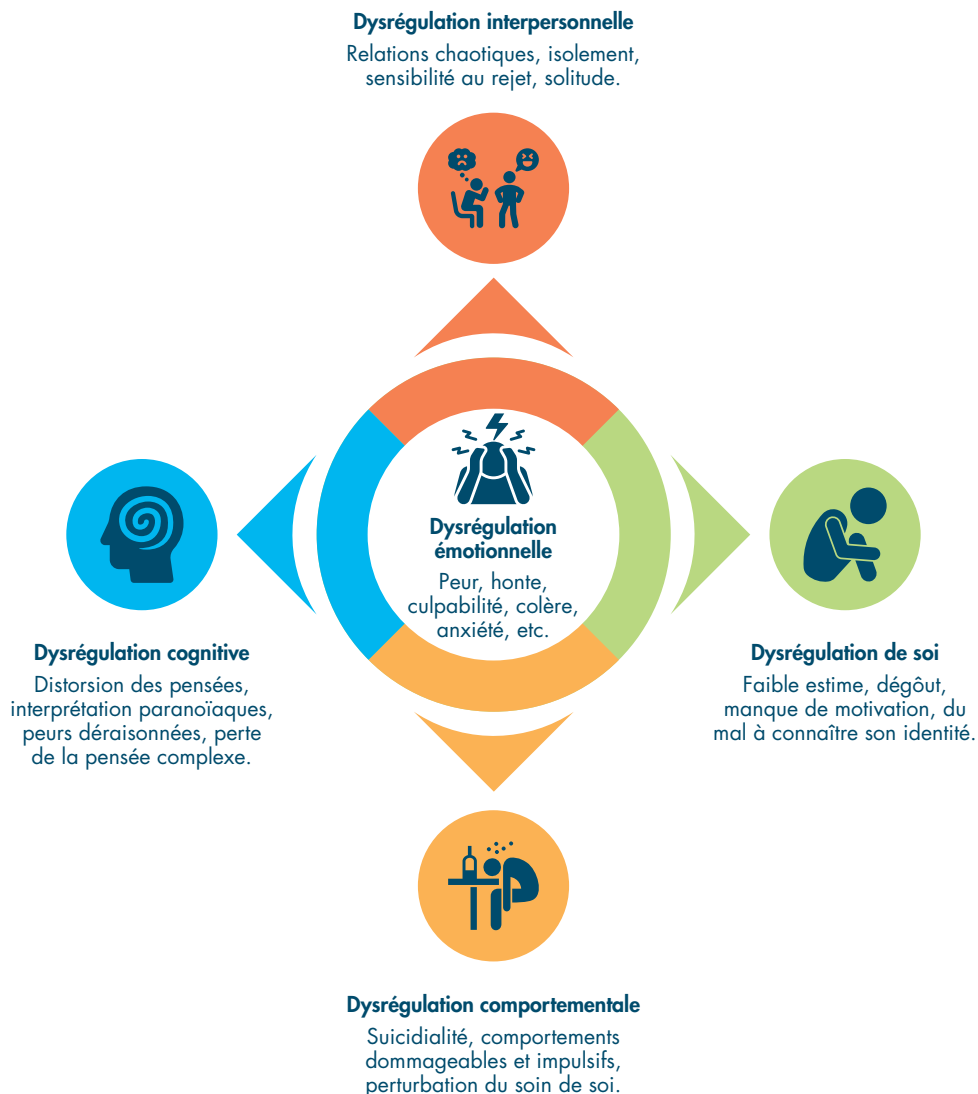 Dysrégulation interpersonnelle
Relations chaotiques, isolement,
sensibilité au rejet, solitude.
Dysrégulation
émotionnelle
Peur, honte,
culpabilité, colère,
anxiété, etc.
Dysrégulation cognitive
Distorsion des pensées,
interprétation paranoïaques,
peurs déraisonnées, perte
de la pensée complexe.
Dysrégulation de soi
Faible estime, dégôut,
manque de motivation, du
mal à connaître son identité.
Dysrégulation comportementale
Suicidialité, comportements
dommageables et impulsifs,
perturbation du soin de soi.